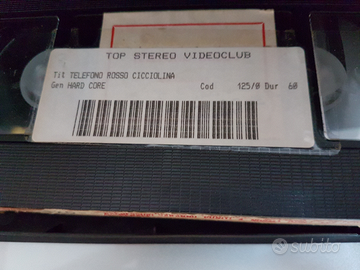 TOP STEREO VIDEOCLUB
Tit TELEFONO ROSSO CICCIOLINA
Gen HARD CORE Cod 125/0 Dur 60
subito